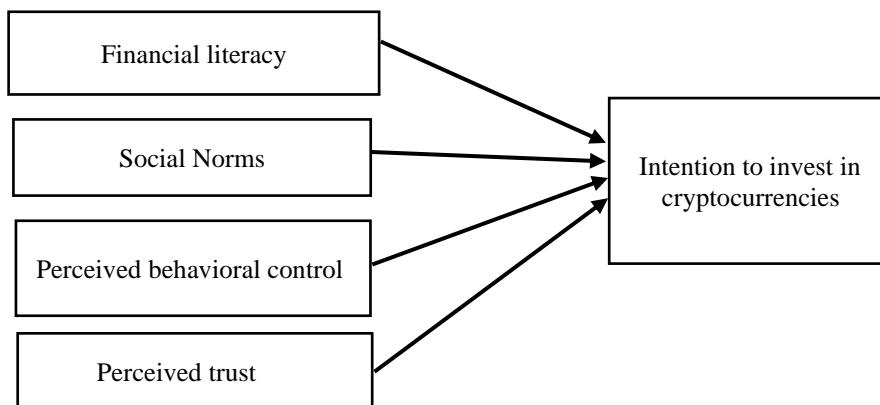 Financial literacy
Social Norms
Perceived behavioral control
Perceived trust
Intention to invest in
cryptocurrencies